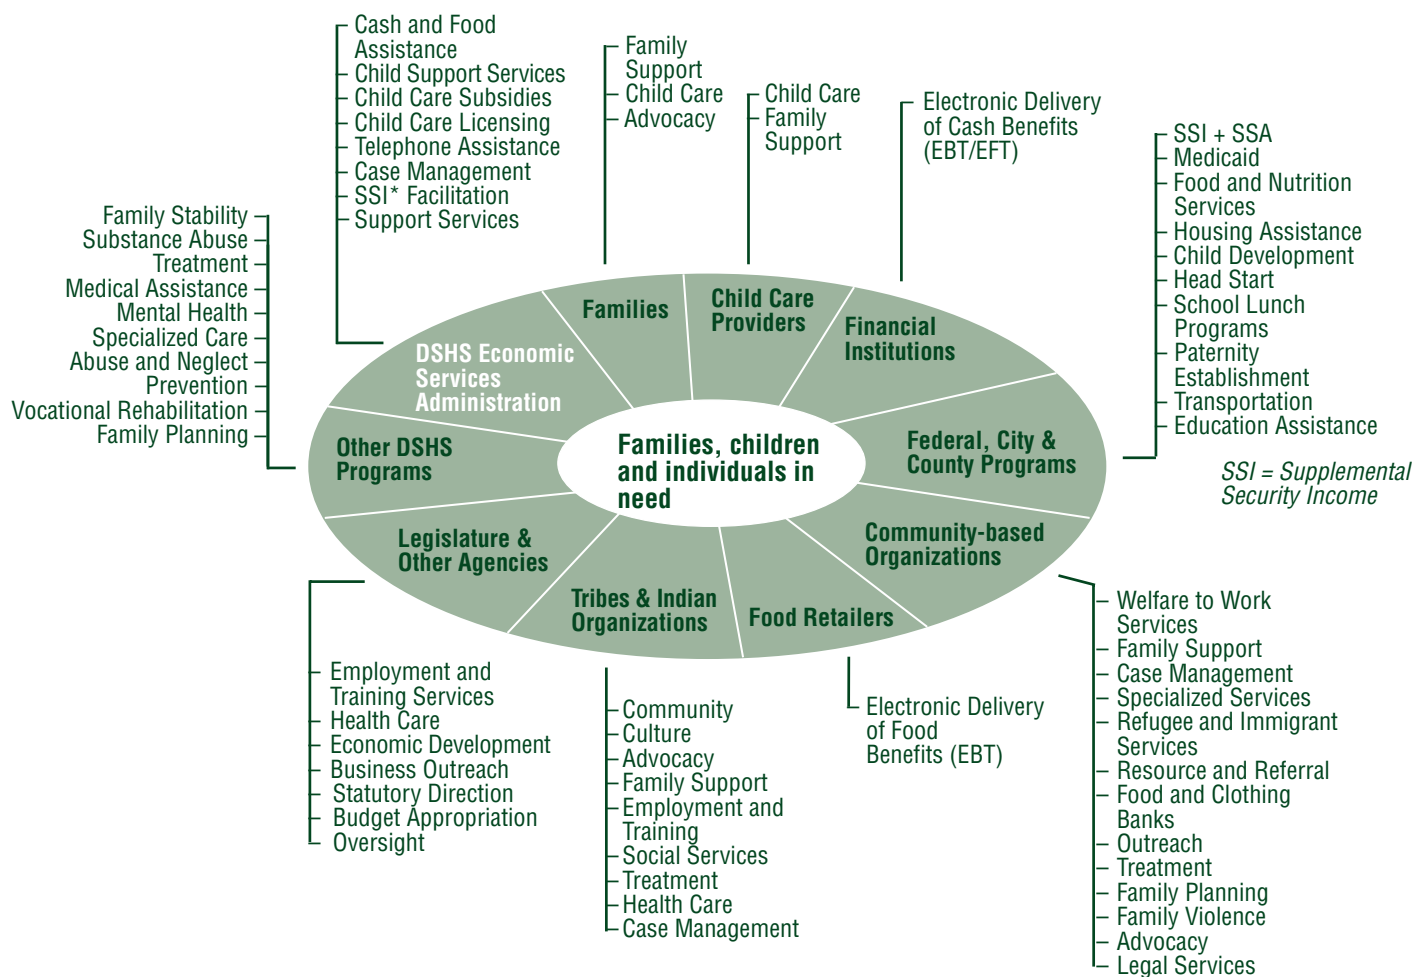 Cash and Food
Assistance
Child Support Services
Child Care Subsidies
Child Care Licensing
Telephone Assistance
Case Management
SSI* Facilitation
Support Services
Family
Support
Child Care
Advocacy
Child Care
Family
Support
Electronic Delivery
of Cash Benefits
(EBT/EFT)
SSI + SSA
Medicaid
Food and Nutrition
Services
Housing Assistance
Child Development
Head Start
School Lunch
Programs
Paternity
Establishment
Transportation
Education Assistance
SSI = Supplemental
Security Income
Family Stability
Substance Abuse
Treatment
Medical Assistance
Mental Health
Specialized Care
Abuse and Neglect
Prevention
Vocational Rehabilitation
Family Planning
Families
Child Care
Providers
Financial
Institutions
DSHS Economic
Services
Administration
Other DSHS
Programs
Families, children
and individuals in
need
Federal, City &
County Programs
Legislature &
Other Agencies
Tribes & Indian
Organizations
Food Retailers
Community-based
Organizations
Employment and
Training Services
Health Care
Economic Development
Business Outreach
Statutory Direction
Budget Appropriation
Oversight
Community
Culture
Advocacy
Family Support
Employment and
Training
Social Services
Treatment
Health Care
Case Management
Electronic Delivery
of Food
Benefits (EBT)
Welfare to Work
Services
Family Support
Case Management
Specialized Services
Refugee and Immigrant
Services
Resource and Referral
Food and Clothing
Banks
Outreach
Treatment
Family Planning
Family Violence
Advocacy
Legal Services